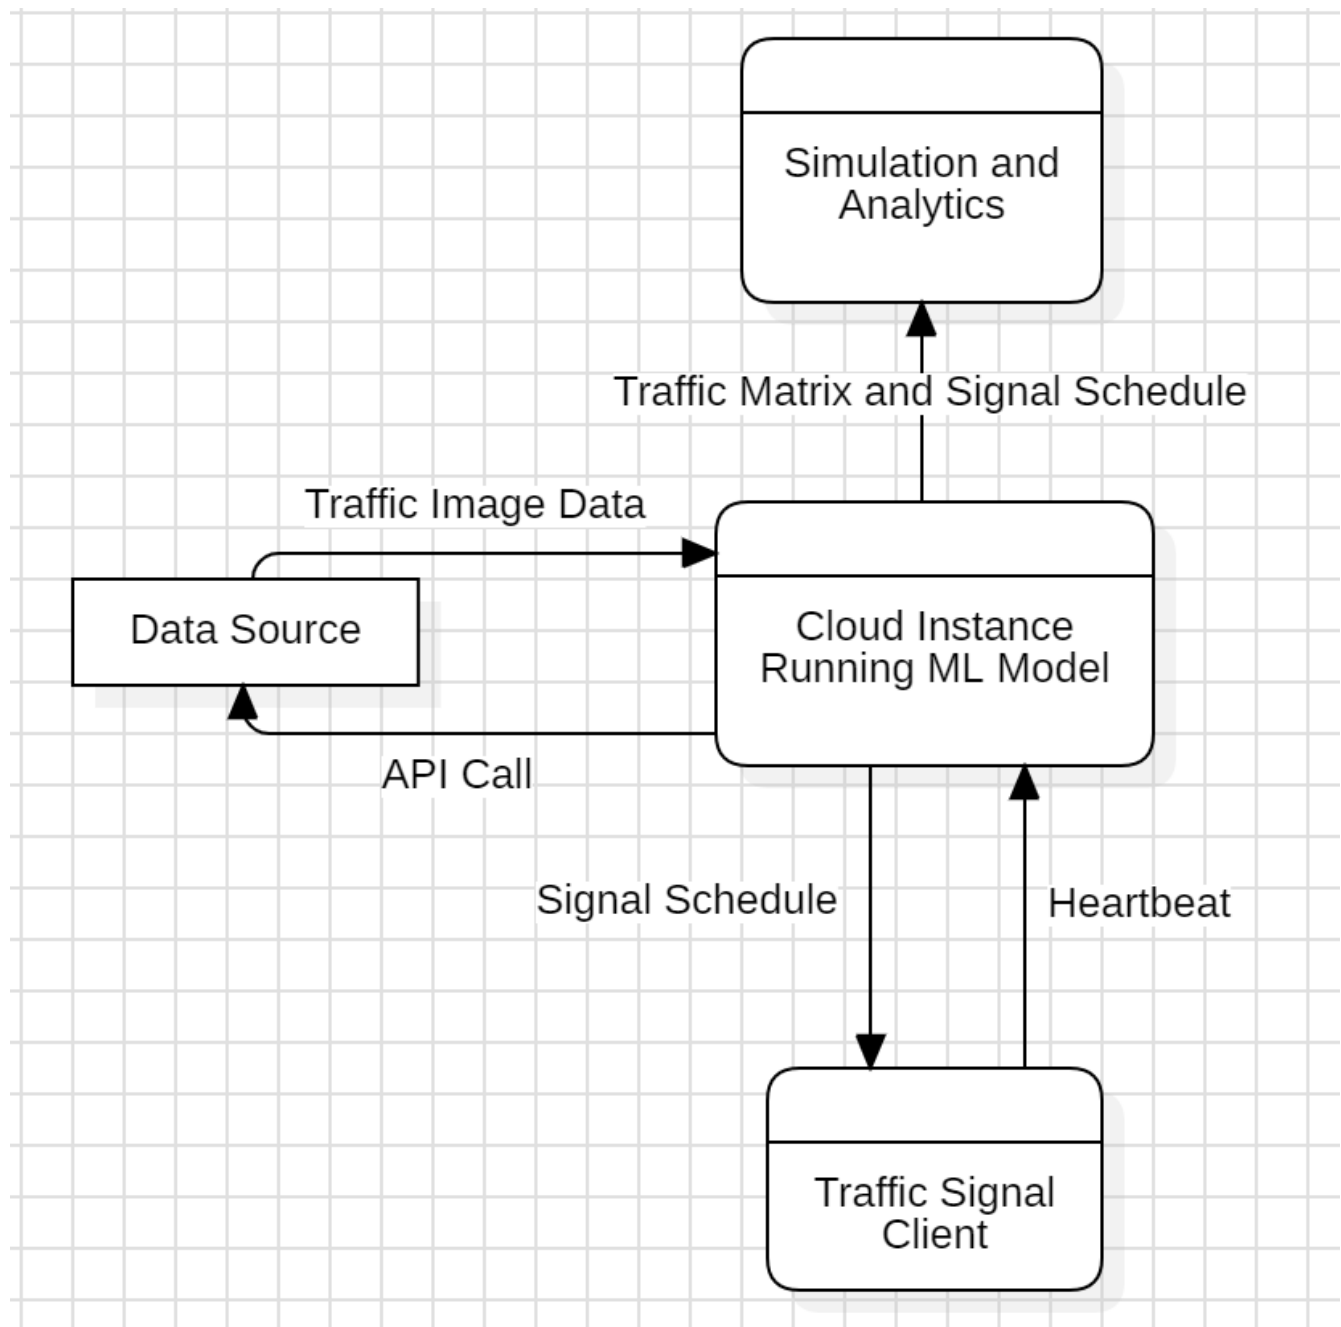 Simulation and
Analytics
Traffic Matrix and Signal Schedule
Traffic Image Data
Data Source
Cloud Instance
Running ML Model
API Call
Signal Schedule
Heartbeat
Traffic Signal
Client